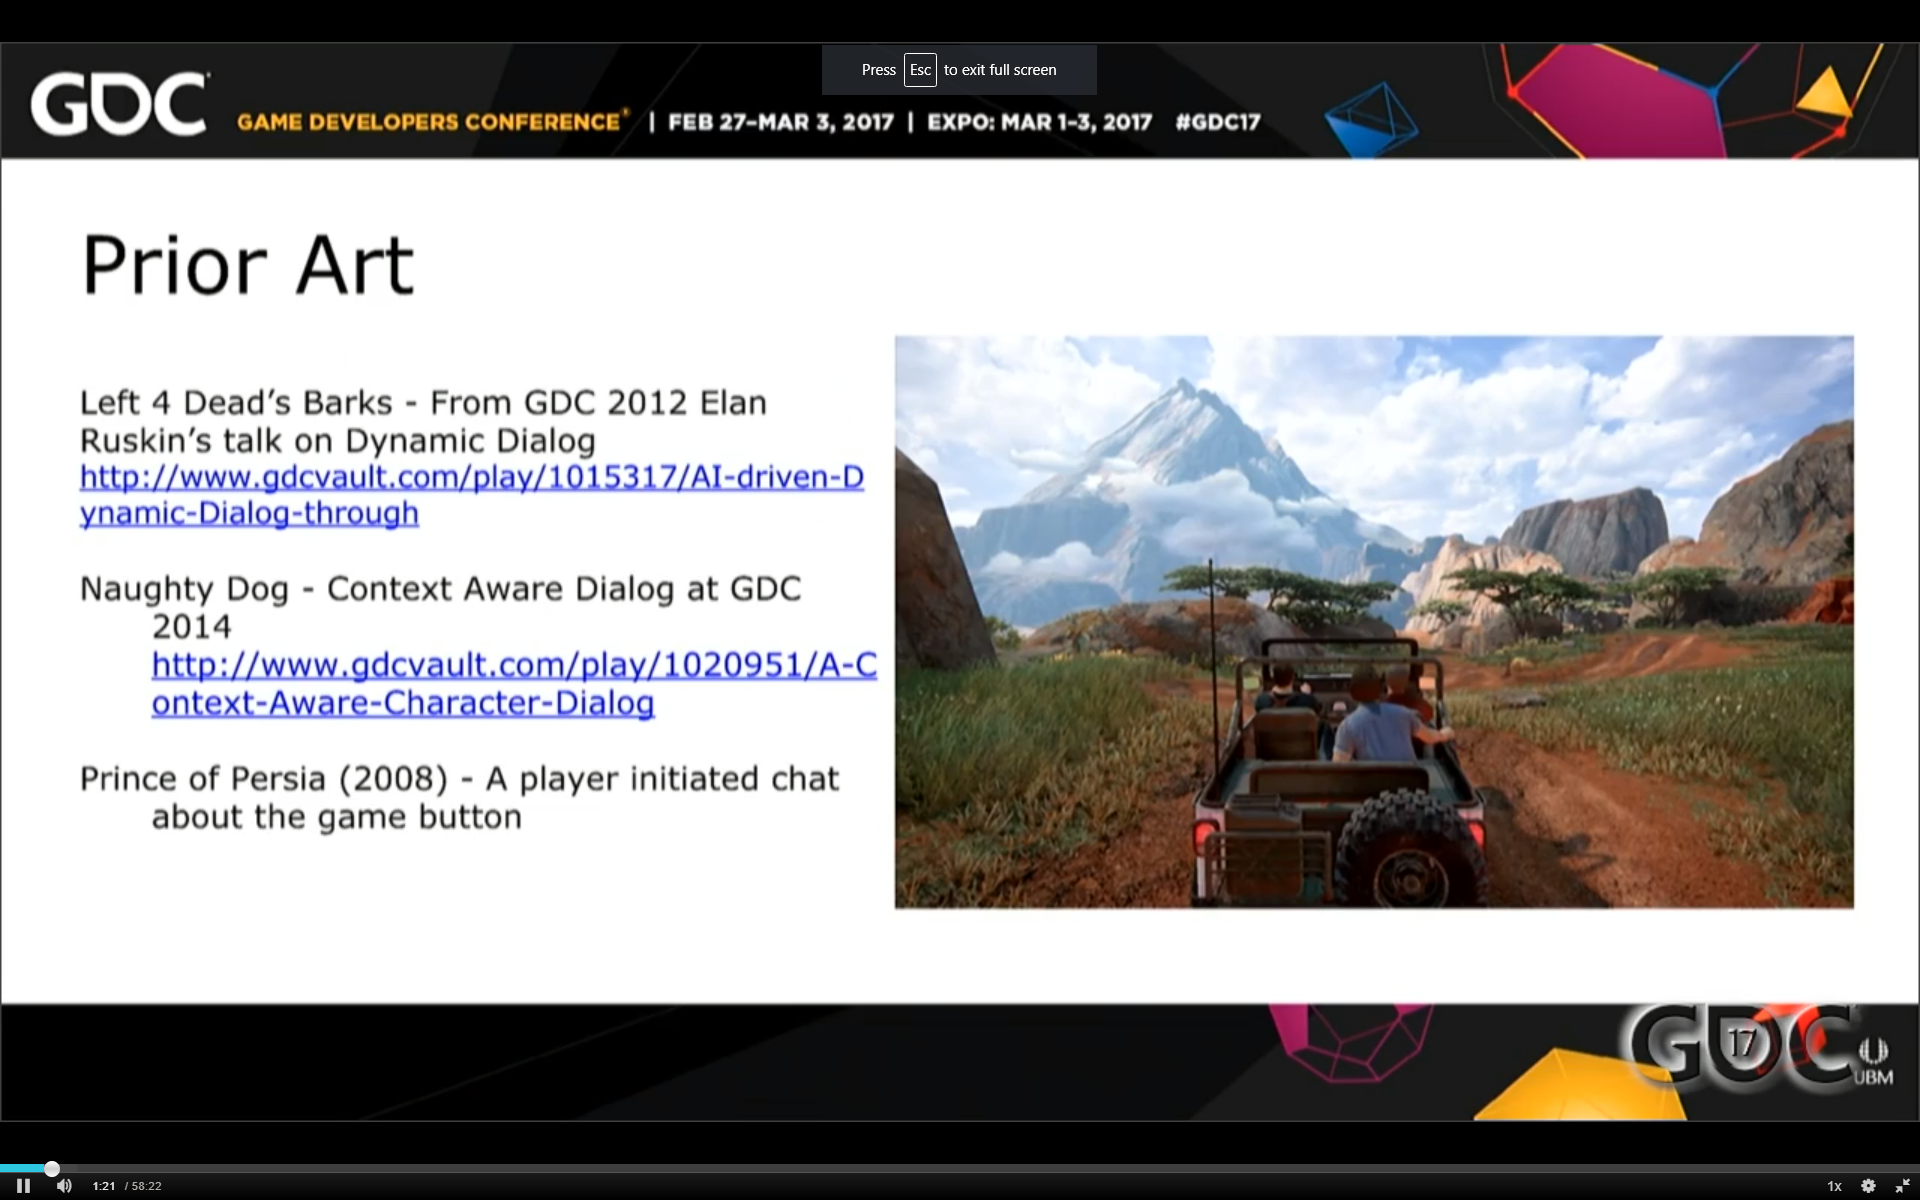 Press Esc to exit full screen
GDC
GAME DEVELOPERS CONFERENCE® | FEB 27-MAR 3, 2017 | EXPO: MAR 1-3, 2017 #GDC17
Prior Art
Left 4 Dead's Barks - From GDC 2012 Elan
Ruskin's talk on Dynamic Dialog
http://www.gdcvault.com/play/1015317/AI-driven-D
ynamic-Dialog-through
Naughty Dog - Context Aware Dialog at GDC
2014
http://www.gdcvault.com/play/1020951/A-C
ontext-Aware-Character-Dialog
Prince of Persia (2008) - A player initiated chat
about the game button
GDC
17
UBM
1:21 / 58:22
1x